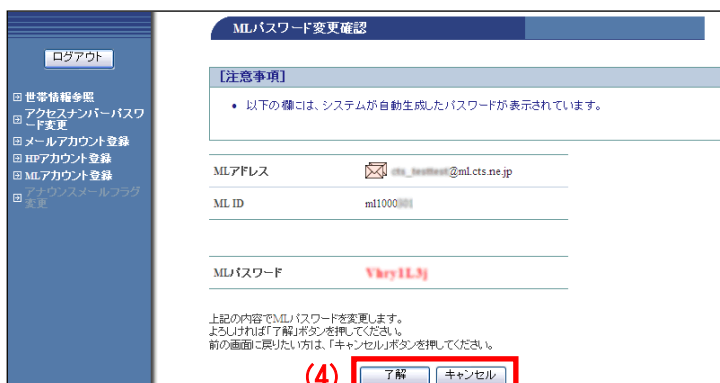 MLパスワード変更確認
ログアウト
[注意事項]
世帯情報参照
アクセスナンバーパスワ
ード変更
メールアカウント登録
HPアカウント登録
MLアカウント登録
アナウンスメールフラグ
変更
• 以下の欄には、システムが自動生成したパスワードが表示されています。
MLアドレス @ml.cts.ne.jp
ML ID ml1000
MLパスワード
上記の内容でMLパスワードを変更します。
よろしければ「了解」ボタンを押してください。
前の画面に戻りたい方は、「キャンセル」ボタンを押してください。
(4) 了解 キャンセル